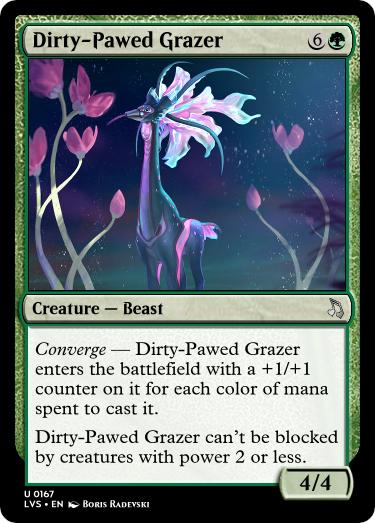 Dirty-Pawed Grazer 6
Creature — Beast
Converge — Dirty-Pawed Grazer
enters the battlefield with a +1/+1
counter on it for each color of mana
spent to cast it.
Dirty-Pawed Grazer can't be blocked
by creatures with power 2 or less.
4/4
U 0167
LVS • EN Boris Radevski